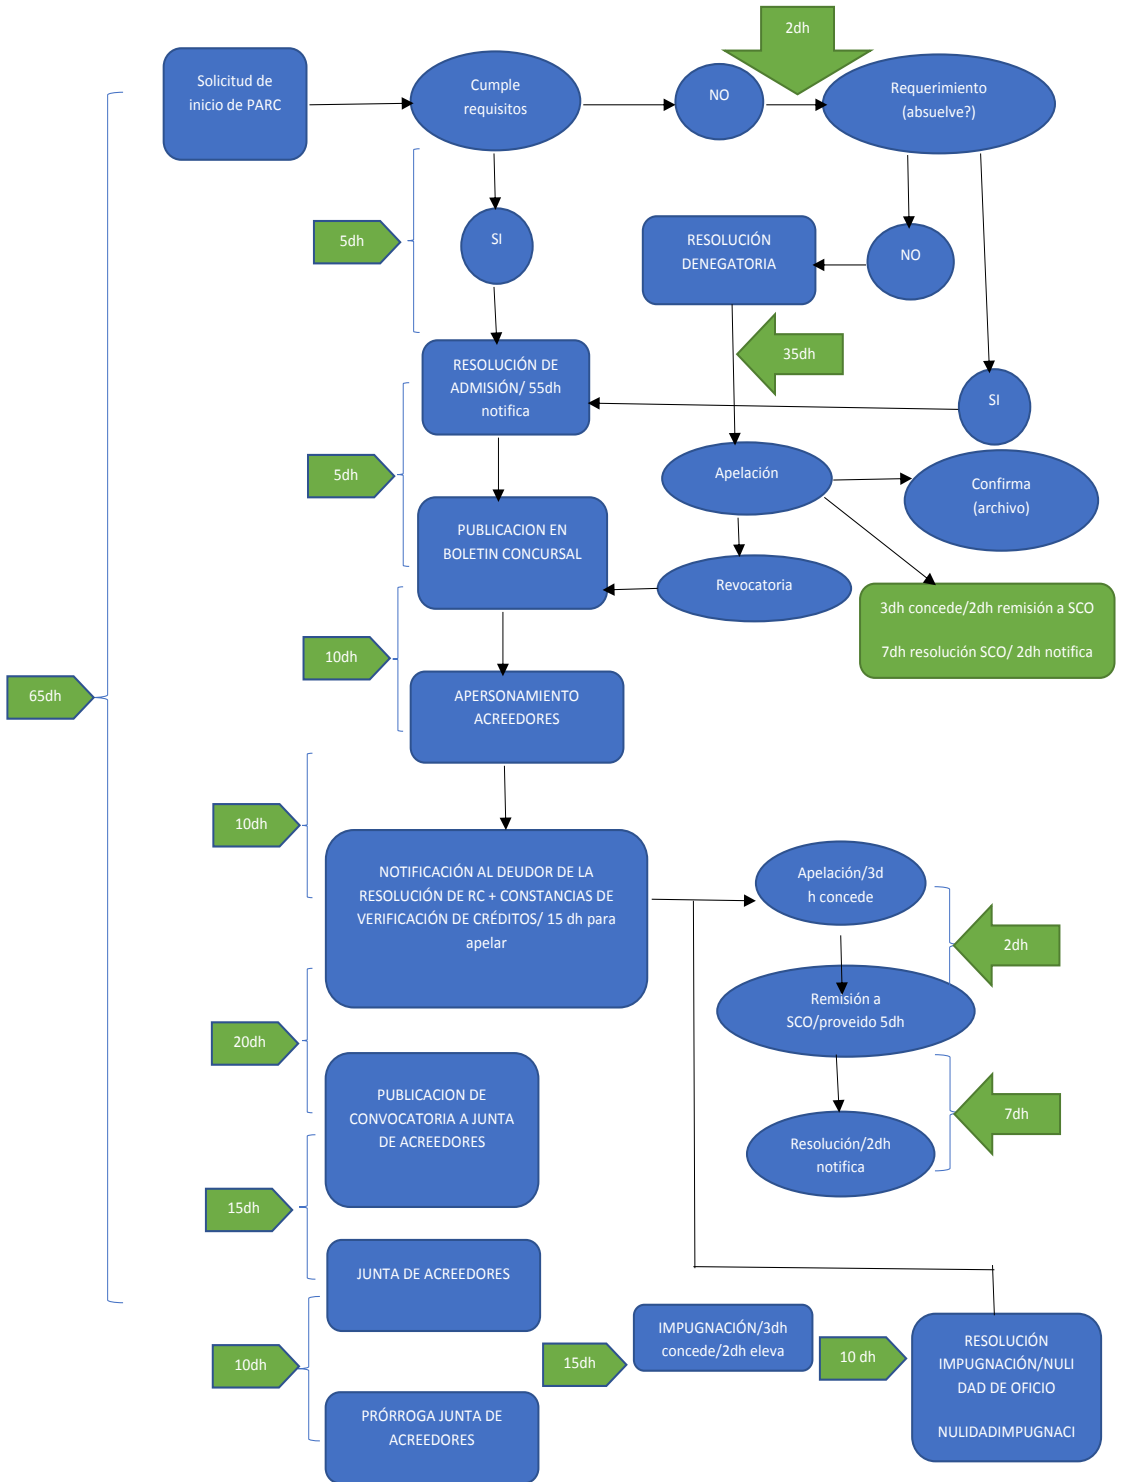 2dh
Solicitud de
inicio de PARC
Cumple
requisitos
NO
Requerimiento
(absuelve?)
5dh
SI
RESOLUCIÓN
DENEGATORIA
NO
35dh
RESOLUCIÓN DE
ADMISIÓN/ 55dh
notifica
SI
5dh
Apelación
Confirma
(archivo)
PUBLICACION EN
BOLETIN CONCURSAL
Revocatoria
3dh concede/2dh remisión a SCO
7dh resolución SCO/ 2dh notifica
10dh
65dh
APERSONAMIENTO
ACREEDORES
10dh
NOTIFICACIÓN AL DEUDOR DE LA
RESOLUCIÓN DE RC + CONSTANCIAS DE
VERIFICACIÓN DE CRÉDITOS/ 15 dh para
apelar
Apelación/3d
h concede
2dh
Remisión a
SCO/proveido 5dh
20dh
PUBLICACION DE
CONVOCATORIA A JUNTA
DE ACREEDORES
7dh
Resolución/2dh
notifica
15dh
JUNTA DE ACREEDORES
10dh
15dh
IMPUGNACIÓN/3dh
concede/2dh eleva
10 dh
RESOLUCIÓN
IMPUGNACIÓN/NULI
DAD DE OFICIO
NULIDADIMPUGNACI
PRÓRROGA JUNTA DE
ACREEDORES